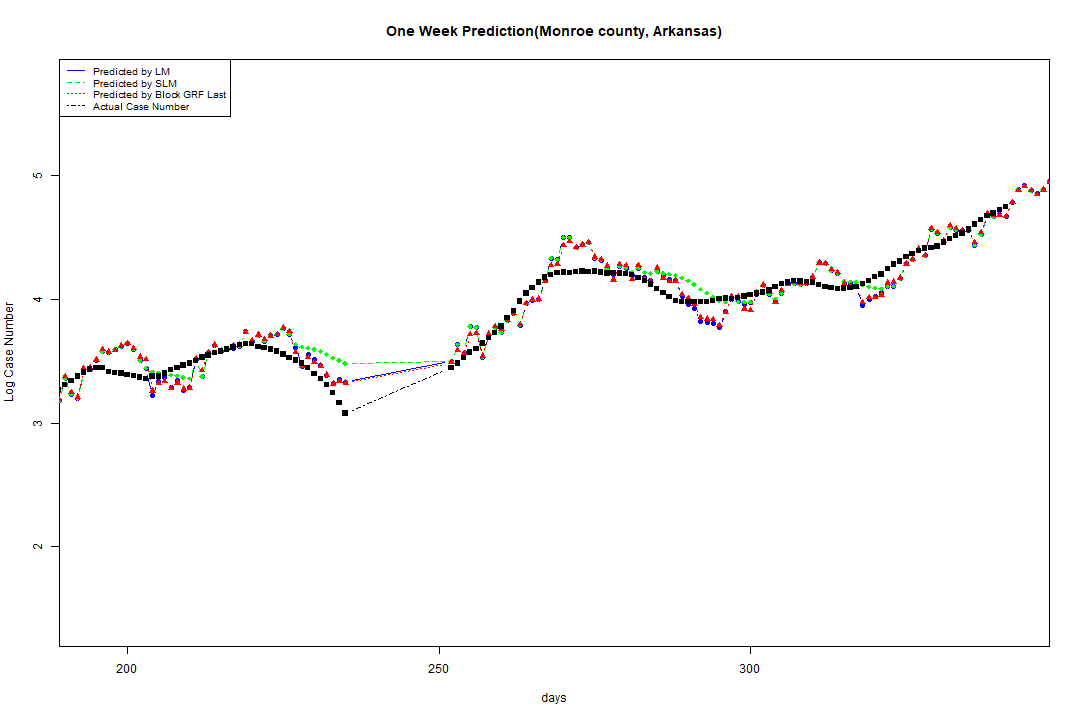 One Week Prediction(Monroe county, Arkansas)
Predicted by LM
Predicted by SLM
Predicted by Block GRF Last
Actual Case Number
5
4
3
2
Log Case Number
200
250
300
days